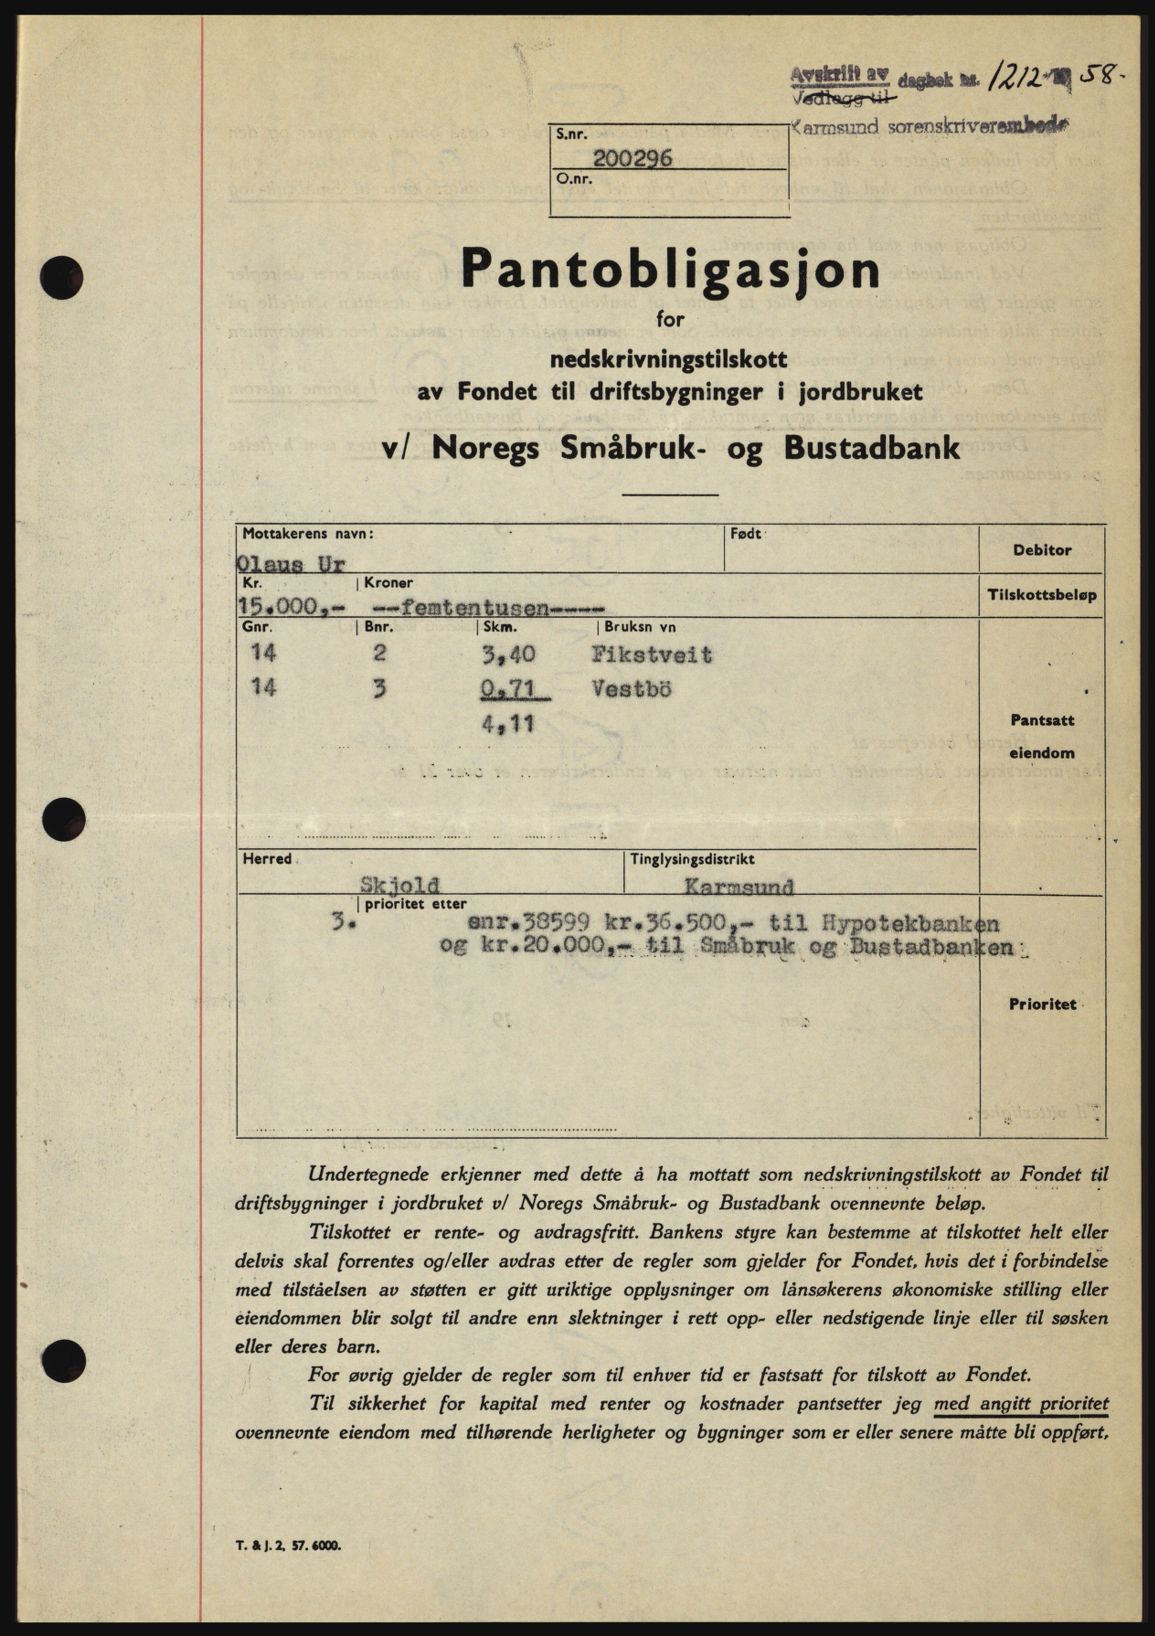 Avskrift av dagbok nr. 1212 19 58.
Vedlegg til
Karmsund sorenskriverembede
S.nr.
200296
O.nr.
Pantobligasjon
for
nedskrivningstilskott
av Fondet til driftsbygninger i jordbruket
v/ Noregs Småbruk- og Bustadbank
Mottakerens navn:
Født
Debitor
Olaus Ur
Kr. Kroner
Tilskottsbeløp
15.000,- --femtentusen----
Gnr. Bnr. Skm. Bruksn vn
14 2 3,40 Fikstveit
14 3 0,71 Vestbö
4,11
Pantsatt
eiendom
Herred
Tinglysingsdistrikt
Skjold Karmsund
prioritet etter
3. snr.38599 kr.36.500,- til Hypotekbanken
og kr.20.000,- til Småbruk og Bustadbanken.
Prioritet
Undertegnede erkjenner med dette å ha mottatt som nedskrivningstilskott av Fondet til
driftsbygninger i jordbruket v/ Noregs Småbruk- og Bustadbank ovennevnte beløp.
Tilskottet er rente- og avdragsfritt. Bankens styre kan bestemme at tilskottet helt eller
delvis skal forrentes og/eller avdras etter de regler som gjelder for Fondet, hvis det i forbindelse
med tilståelsen av støtten er gitt uriktige opplysninger om lånsøkerens økonomiske stilling eller
eiendommen blir solgt til andre enn slektninger i rett opp- eller nedstigende linje eller til søsken
eller deres barn.
For øvrig gjelder de regler som til enhver tid er fastsatt for tilskott av Fondet.
Til sikkerhet for kapital med renter og kostnader pantsetter jeg med angitt prioritet
ovennevnte eiendom med tilhørende herligheter og bygninger som er eller senere måtte bli oppført,
T. & J. 2, 57. 6000.